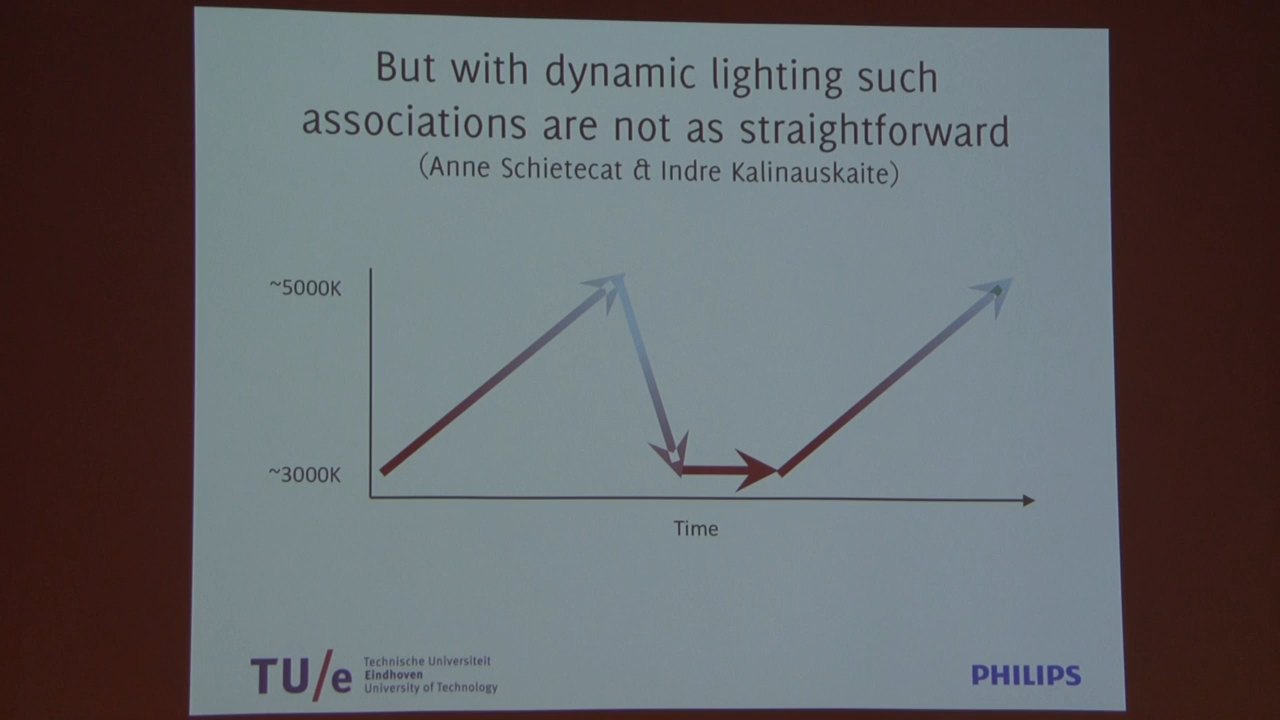 But with dynamic lighting such
associations are not as straightforward
(Anne Schietecat & Indre Kalinauskaite)
~5000K
~3000K
Time
TU/e
Technische Universiteit
Eindhoven
University of Technology
PHILIPS